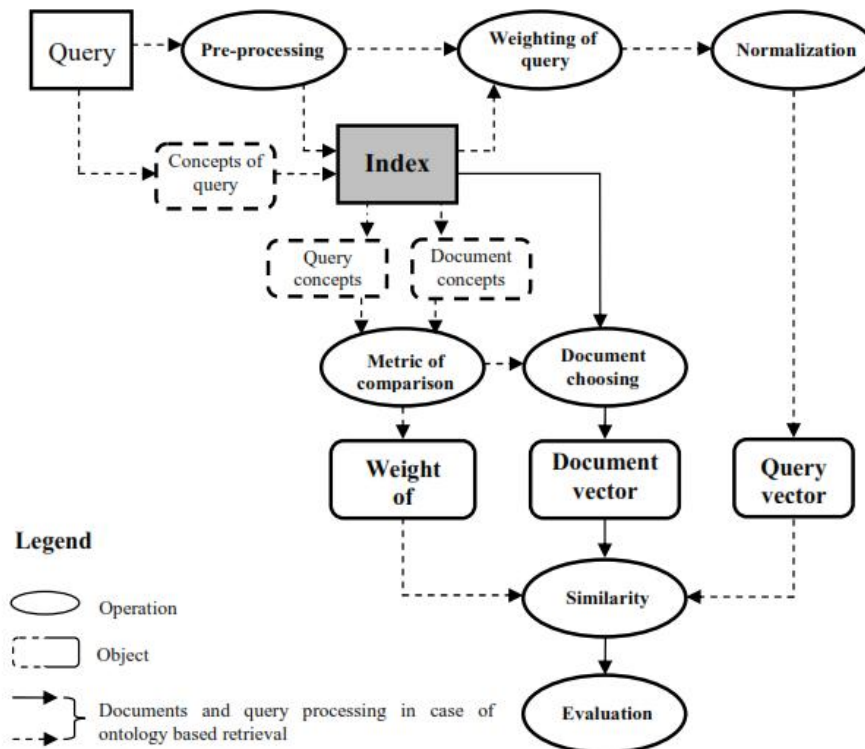 Query
Pre-processing
Weighting of
query
Normalization
Concepts of
query
Index
Query
concepts
Document
concepts
Metric of
comparison
Document
choosing
Weight
of
Document
vector
Query
vector
Legend
Operation
Similarity
Object
Documents and query processing in case of
ontology based retrieval
Evaluation